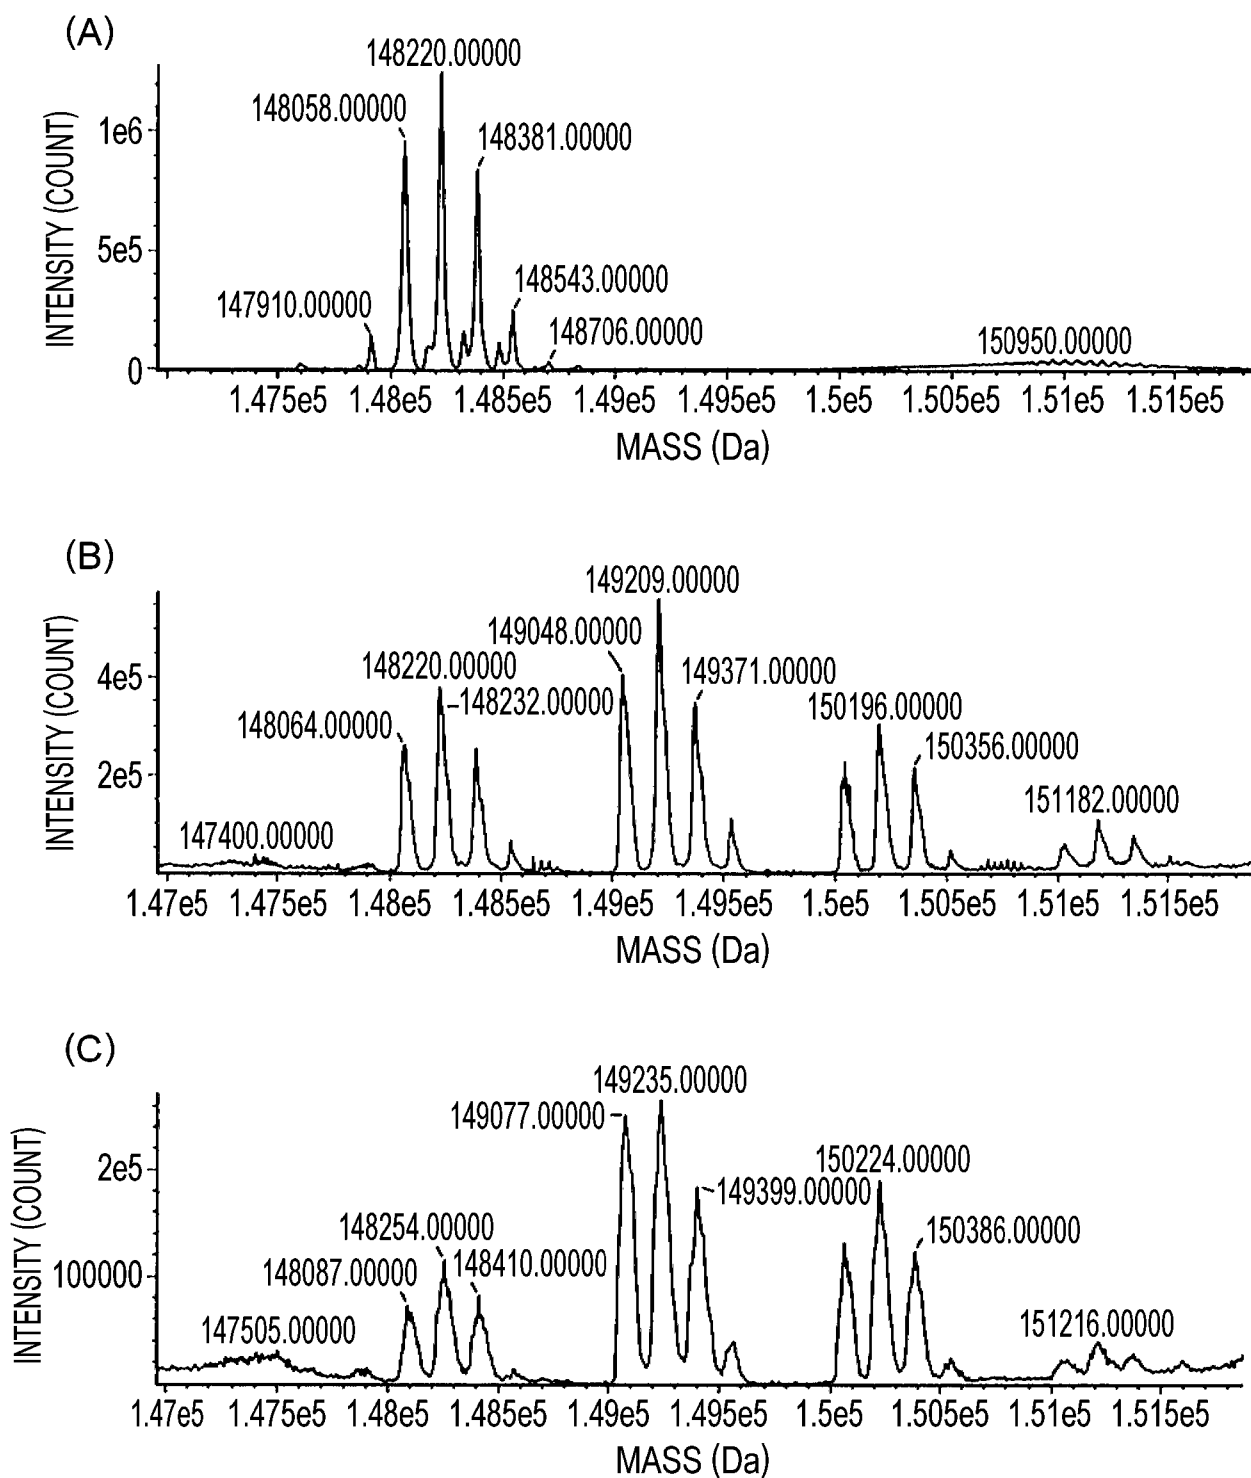 (A)
148220.00000
148058.00000
148381.00000
148543.00000
147910.00000
148706.00000
150950.00000
INTENSITY (COUNT)
1e6
5e5
0
1.475e5 1.48e5 1.485e5 1.49e5 1.495e5 1.5e5 1.505e5 1.51e5 1.515e5
MASS (Da)
(B)
149209.00000
149048.00000
148220.00000
149371.00000
148232.00000
150196.00000
148064.00000
150356.00000
151182.00000
147400.00000
INTENSITY (COUNT)
4e5
2e5
1.47e5 1.475e5 1.48e5 1.485e5 1.49e5 1.495e5 1.5e5 1.505e5 1.51e5 1.515e5
MASS (Da)
(C)
149235.00000
149077.00000
150224.00000
149399.00000
148254.00000
150386.00000
148087.00000
148410.00000
147505.00000
151216.00000
INTENSITY (COUNT)
2e5
100000
1.47e5 1.475e5 1.48e5 1.485e5 1.49e5 1.495e5 1.5e5 1.505e5 1.51e5 1.515e5
MASS (Da)